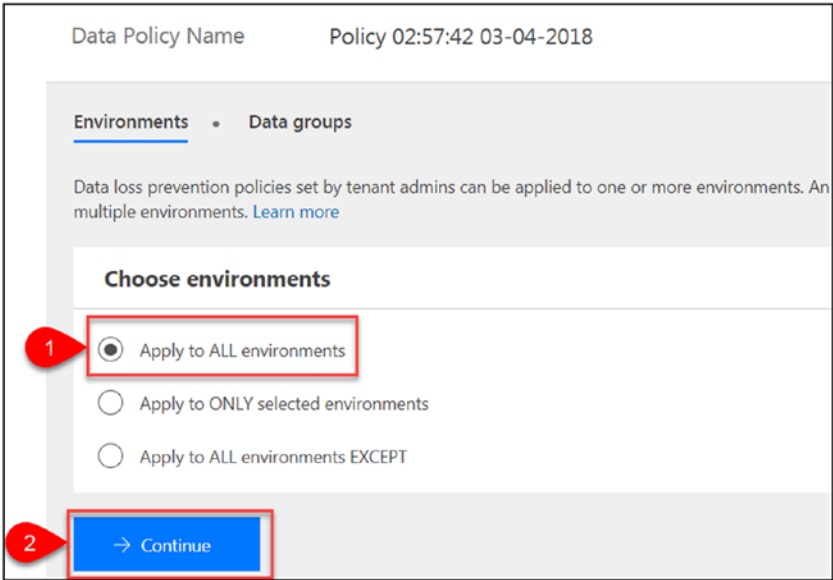 Data Policy Name Policy 02:57:42 03-04-2018
Environments • Data groups
Data loss prevention policies set by tenant admins can be applied to one or more environments. An
multiple environments. Learn more
Choose environments
1 Apply to ALL environments
Apply to ONLY selected environments
Apply to ALL environments EXCEPT
2 → Continue